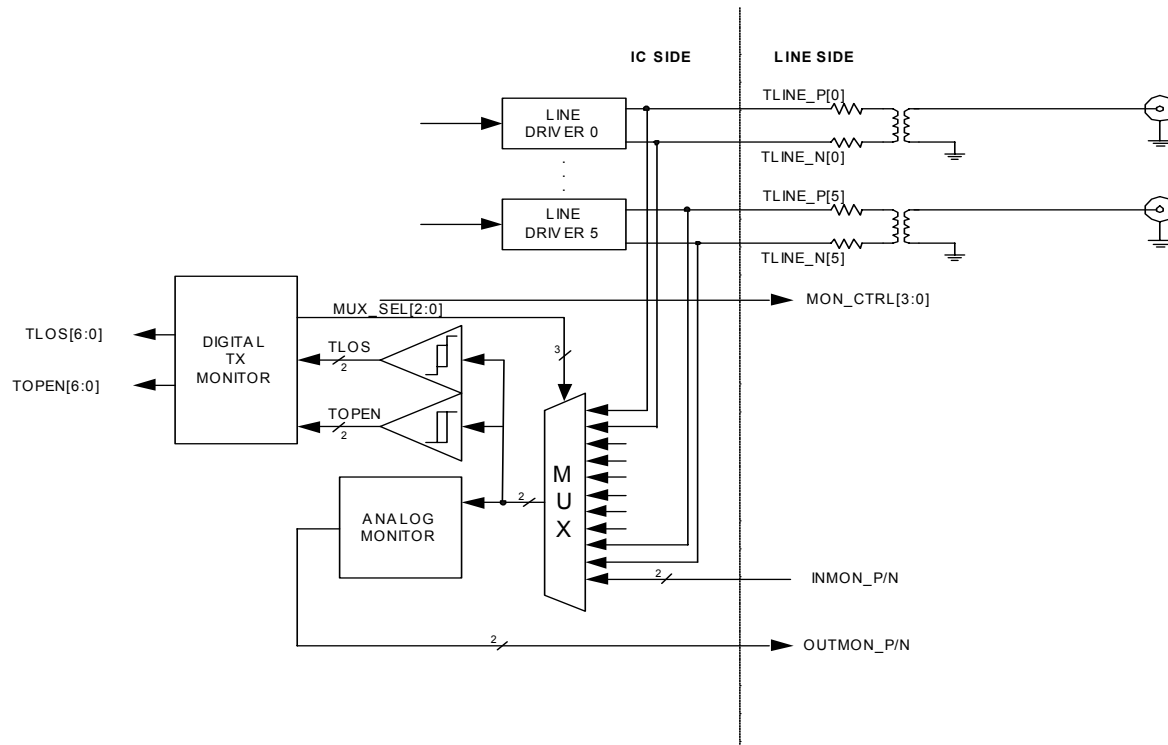 IC SIDE
LINE SIDE
TLINE_P[0]
LINE
DRIVER 0
TLINE_N[0]
.
.
.
TLINE_P[5]
LINE
DRIVER 5
TLINE_N[5]
MUX_SEL[2:0]
MON_CTRL[3:0]
TLOS[6:0]
DIGITAL
TX
MONITOR
TLOS
2
3
TOPEN[6:0]
TOPEN
2
M
U
X
2
ANALOG
MONITOR
2
INMON_P/N
2
OUTMON_P/N